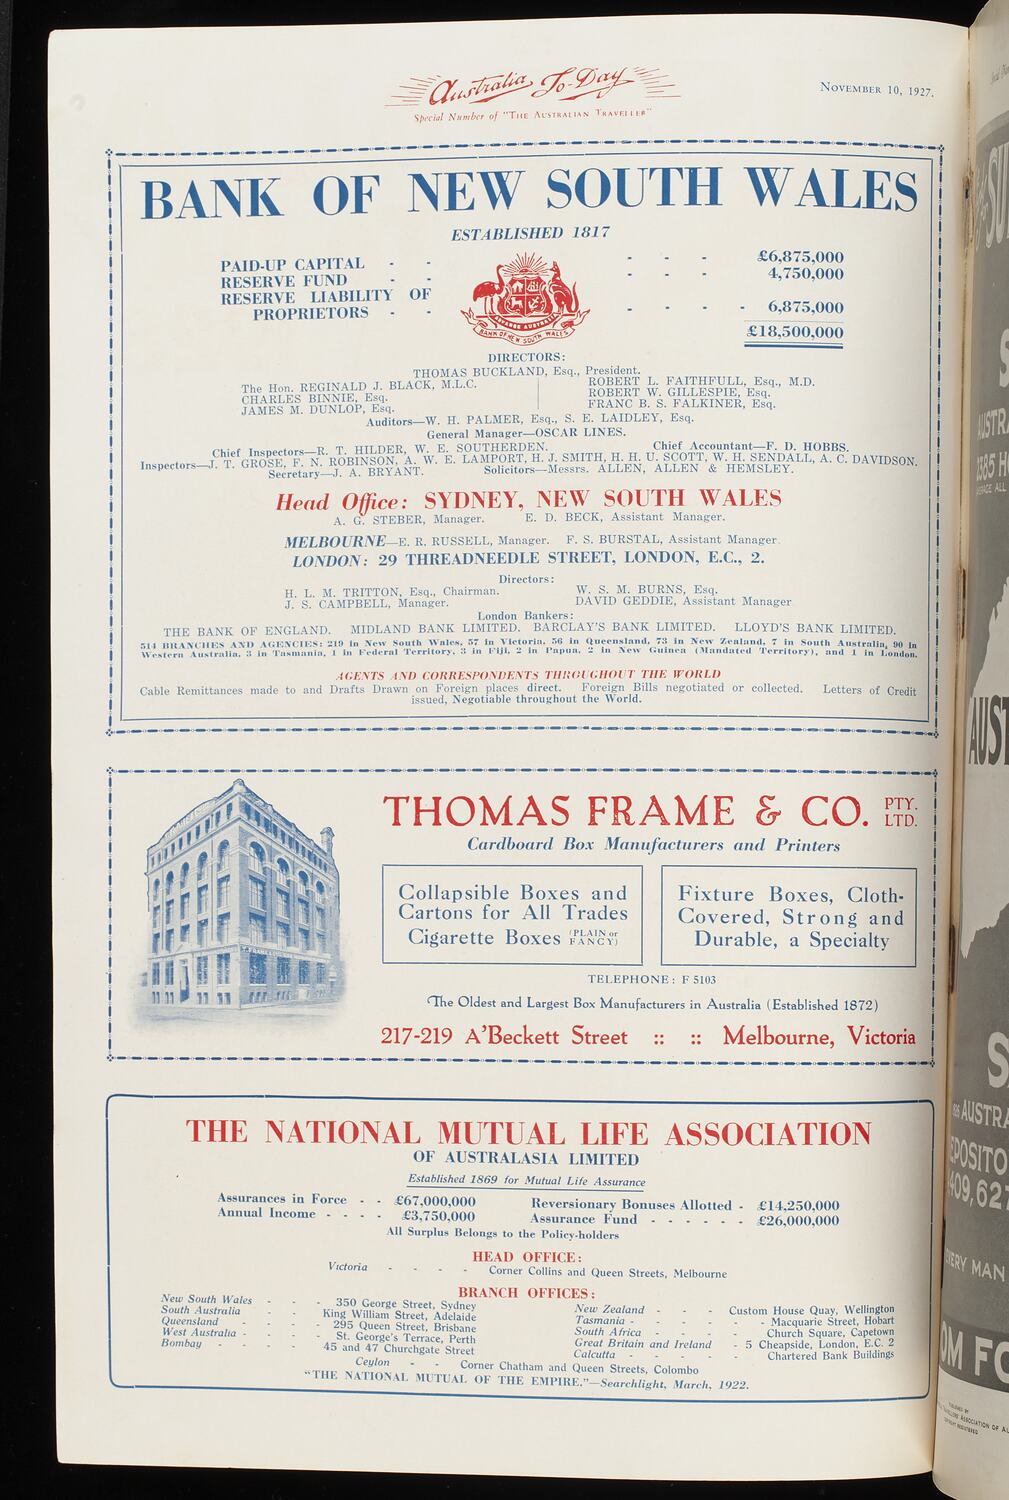 Australia To-Day
Special Number of "THE AUSTRALIAN TRAVELLER"
NOVEMBER 10, 1927.
BANK OF NEW SOUTH WALES
ESTABLISHED 1817
PAID-UP CAPITAL - - - - - £6,875,000
RESERVE FUND - - - - - 4,750,000
RESERVE LIABILITY OF
PROPRIETORS - - - - - - 6,875,000
£18,500,000
BANK OF NEW SOUTH WALES
DIRECTORS:
THOMAS BUCKLAND, Esq., President.
The Hon. REGINALD J. BLACK, M.L.C.
CHARLES BINNIE, Esq.
JAMES M. DUNLOP, Esq.
ROBERT L. FAITHFULL, Esq., M.D.
ROBERT W. GILLESPIE, Esq.
FRANC B. S. FALKINER, Esq.
Auditors—W. H. PALMER, Esq., S. E. LAIDLEY, Esq.
General Manager—OSCAR LINES.
Chief Inspectors—R. T. HILDER, W. E. SOUTHERDEN. Chief Accountant—F. D. HOBBS.
Inspectors—J. T. GROSE, F. N. ROBINSON, A. W. E. LAMPORT, H. J. SMITH, H. H. U. SCOTT, W. H. SENDALL, A. C. DAVIDSON.
Secretary—J. A. BRYANT. Solicitors—Messrs. ALLEN, ALLEN & HEMSLEY.
Head Office: SYDNEY, NEW SOUTH WALES
A. G. STEBER, Manager. E. D. BECK, Assistant Manager.
MELBOURNE—E. R. RUSSELL, Manager. F. S. BURSTAL, Assistant Manager.
LONDON: 29 THREADNEEDLE STREET, LONDON, E.C., 2.
Directors:
H. L. M. TRITTON, Esq., Chairman. W. S. M. BURNS, Esq.
J. S. CAMPBELL, Manager. DAVID GEDDIE, Assistant Manager
London Bankers:
THE BANK OF ENGLAND. MIDLAND BANK LIMITED. BARCLAY'S BANK LIMITED. LLOYD'S BANK LIMITED.
514 BRANCHES AND AGENCIES: 219 in New South Wales, 57 in Victoria, 56 in Queensland, 73 in New Zealand, 7 in South Australia, 90 in
Western Australia, 3 in Tasmania, 1 in Federal Territory, 3 in Fiji, 2 in Papua, 2 in New Guinea (Mandated Territory), and 1 in London.
AGENTS AND CORRESPONDENTS THROUGHOUT THE WORLD
Cable Remittances made to and Drafts Drawn on Foreign places direct. Foreign Bills negotiated or collected. Letters of Credit
issued, Negotiable throughout the World.
THOMAS FRAME & CO. PTY. LTD.
Cardboard Box Manufacturers and Printers
Collapsible Boxes and
Cartons for All Trades
Cigarette Boxes (PLAIN or FANCY)
Fixture Boxes, Cloth-
Covered, Strong and
Durable, a Specialty
TELEPHONE: F 5103
The Oldest and Largest Box Manufacturers in Australia (Established 1872)
217-219 A'Beckett Street :: :: Melbourne, Victoria
THE NATIONAL MUTUAL LIFE ASSOCIATION
OF AUSTRALASIA LIMITED
Established 1869 for Mutual Life Assurance
Assurances in Force - - £67,000,000
Annual Income - - - - £3,750,000
Reversionary Bonuses Allotted - £14,250,000
Assurance Fund - - - - - - £26,000,000
All Surplus Belongs to the Policy-holders
HEAD OFFICE:
Victoria - - - - Corner Collins and Queen Streets, Melbourne
BRANCH OFFICES:
New South Wales - - - 350 George Street, Sydney
South Australia - - - King William Street, Adelaide
Queensland - - - - 295 Queen Street, Brisbane
West Australia - - - - St. George's Terrace, Perth
Bombay - - - - 45 and 47 Churchgate Street
New Zealand - - - Custom House Quay, Wellington
Tasmania - - - - - - Macquarie Street, Hobart
South Africa - - - - Church Square, Capetown
Great Britain and Ireland - 5 Cheapside, London, E.C. 2
Calcutta - - - - Chartered Bank Buildings
Ceylon - - Corner Chatham and Queen Streets, Colombo
"THE NATIONAL MUTUAL OF THE EMPIRE."—Searchlight, March, 1922.